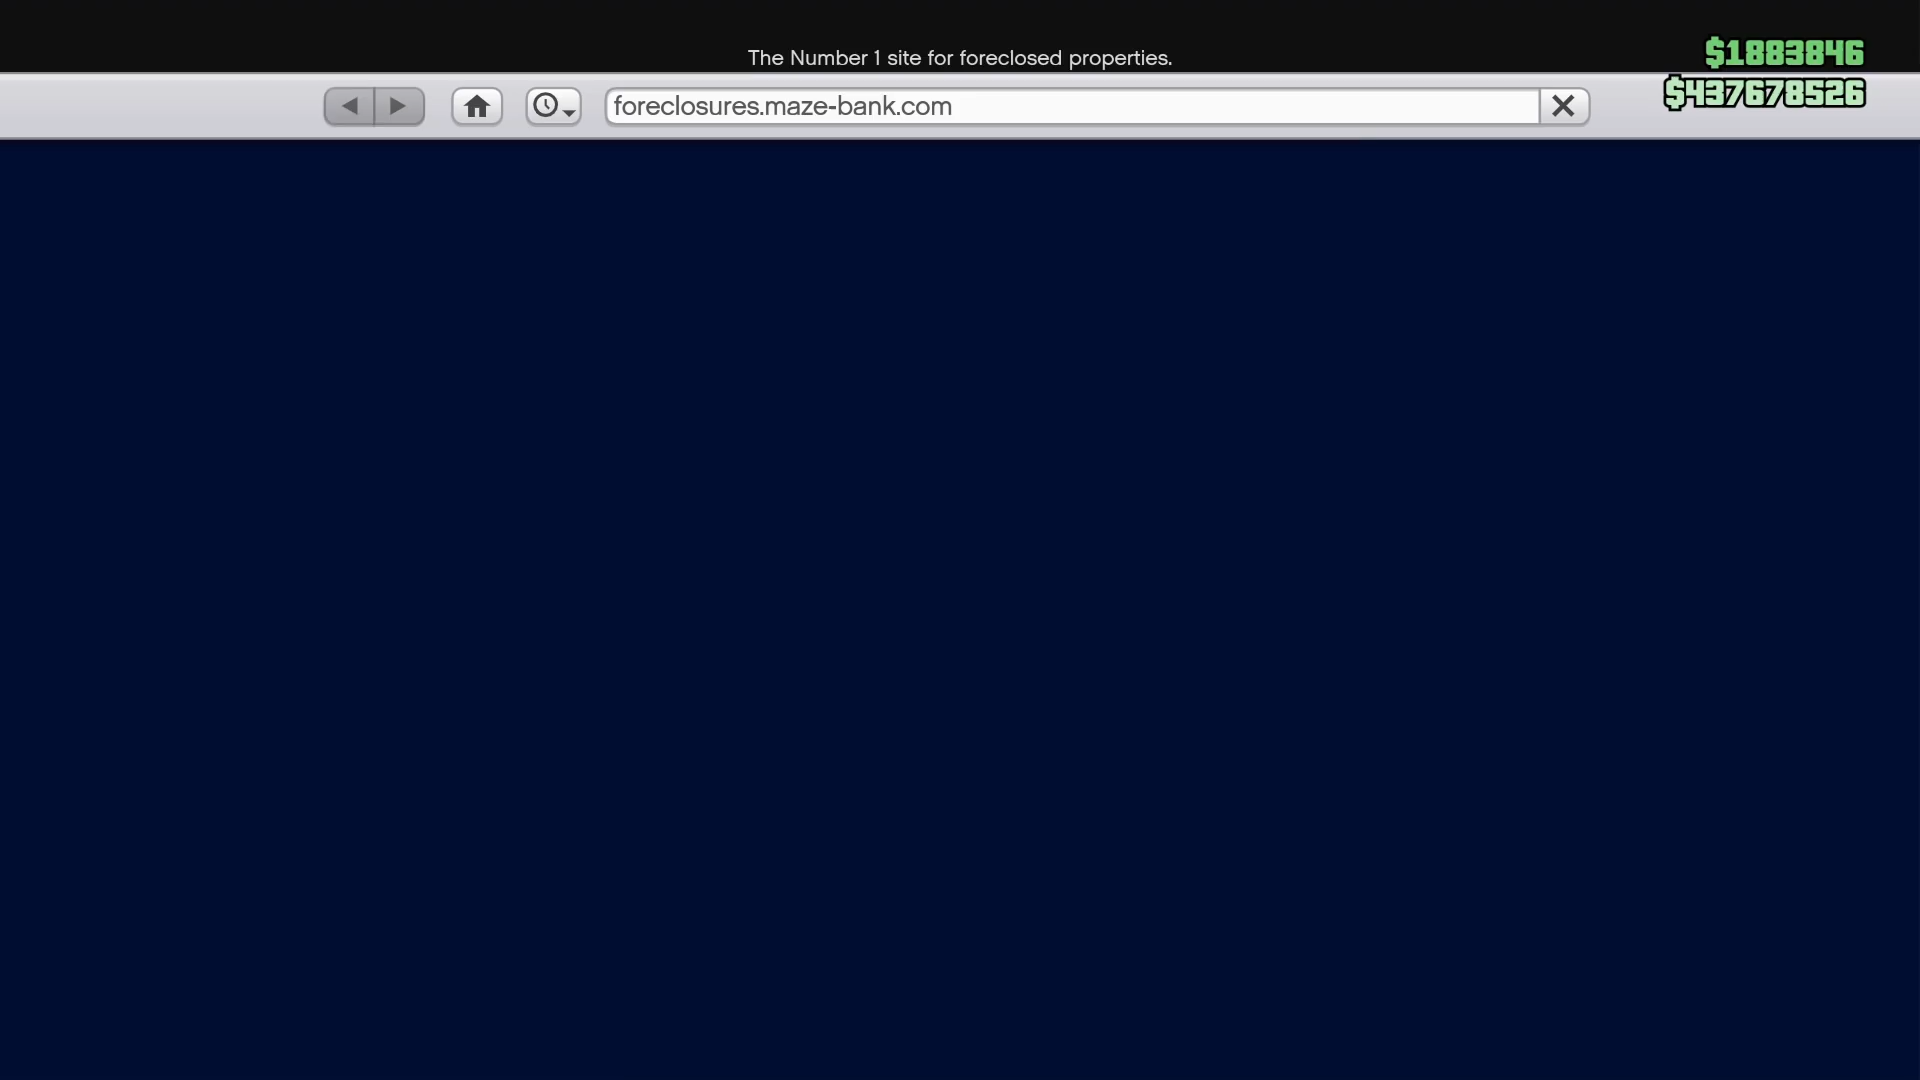 The Number 1 site for foreclosed properties.
$1883846
foreclosures.maze-bank.com
$437678526